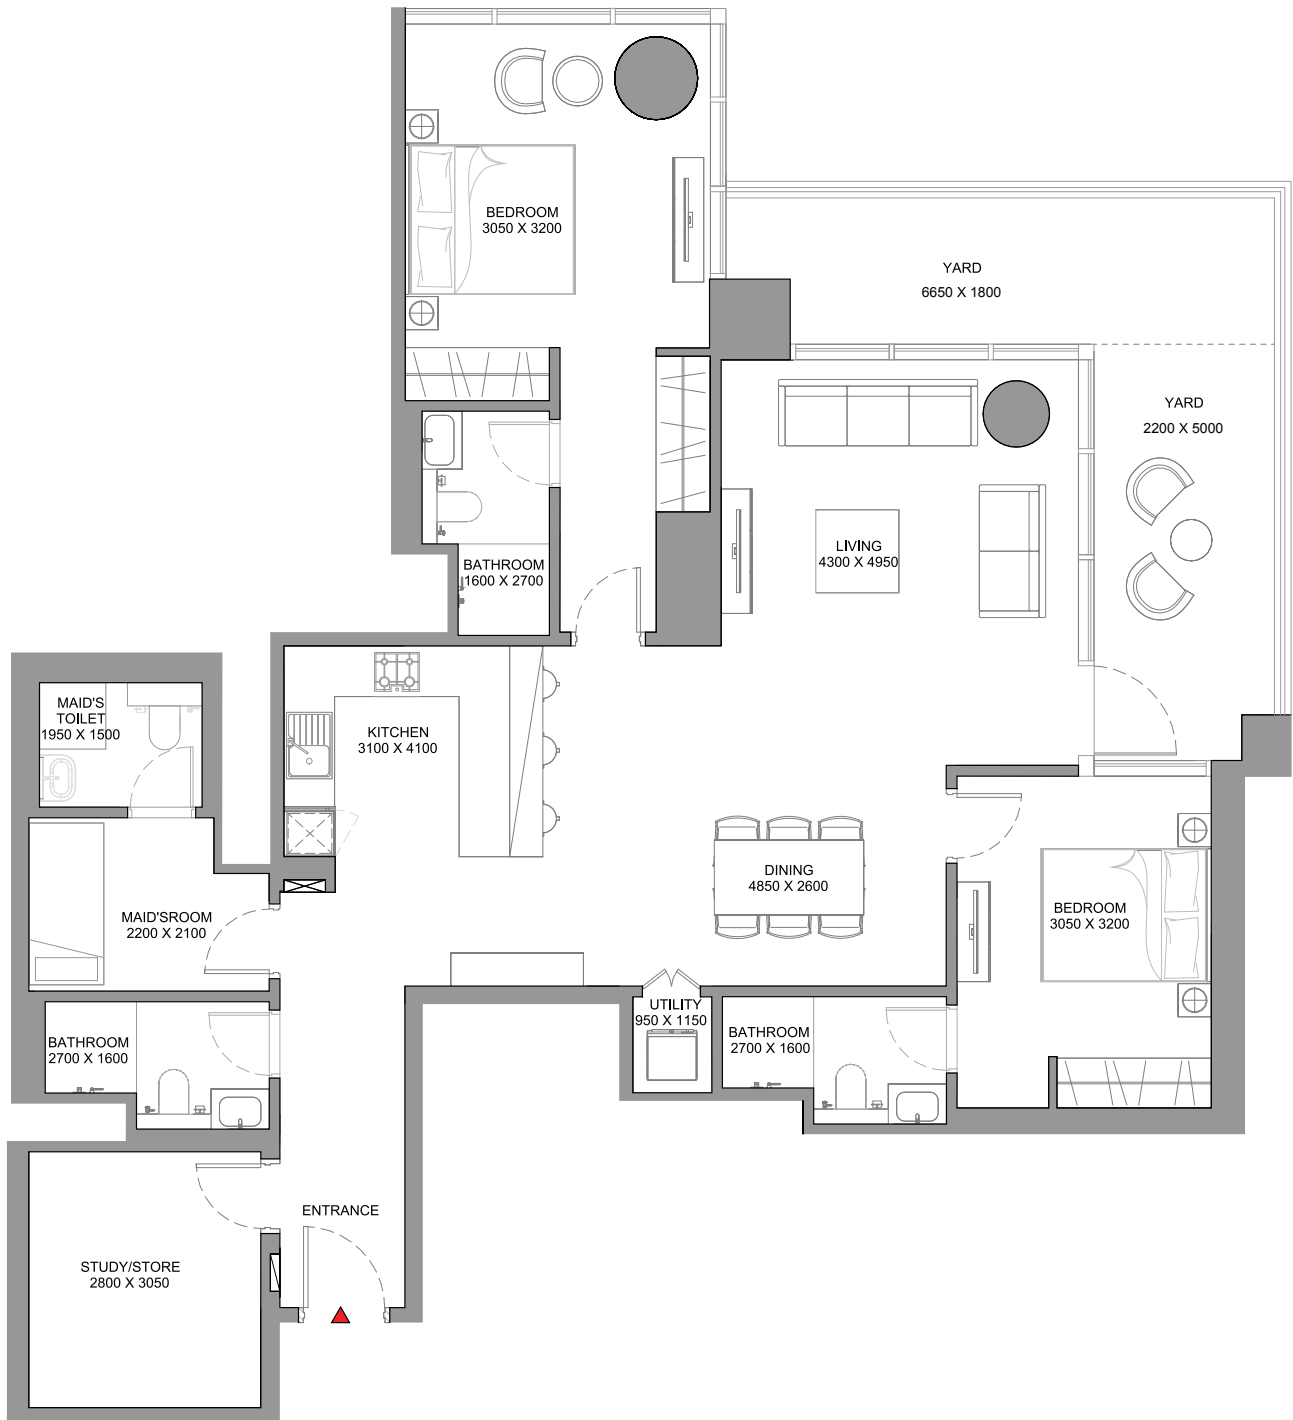 BEDROOM
3050 X 3200
YARD
6650 X 1800
YARD
2200 X 5000
LIVING
4300 X 4950
BATHROOM
1600 X 2700
MAID'S
TOILET
1950 X 1500
KITCHEN
3100 X 4100
DINING
4850 X 2600
MAID'SROOM
2200 X 2100
BEDROOM
3050 X 3200
UTILITY
950 X 1150
BATHROOM
2700 X 1600
BATHROOM
2700 X 1600
ENTRANCE
STUDY/STORE
2800 X 3050